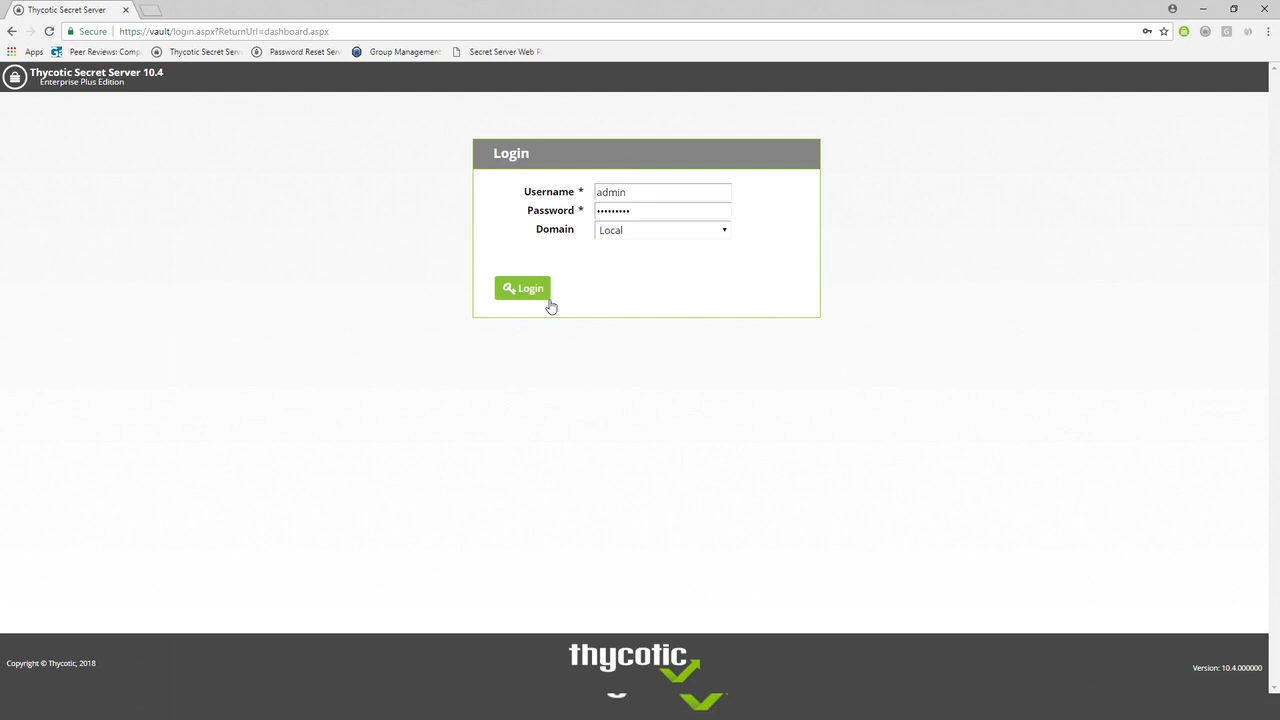 Thycotic Secret Server
Secure
https://vault/login.aspx?ReturnUrl=dashboard.aspx
Apps
Peer Reviews: Comp
Thycotic Secret Serv
Password Reset Serv
Group Management
Secret Server Web P
Thycotic Secret Server 10.4
Enterprise Plus Edition
Login
Username *
admin
Password *
•••••••••
Domain
Local
Login
Copyright © Thycotic, 2018
thycotic
Version: 10.4.000000